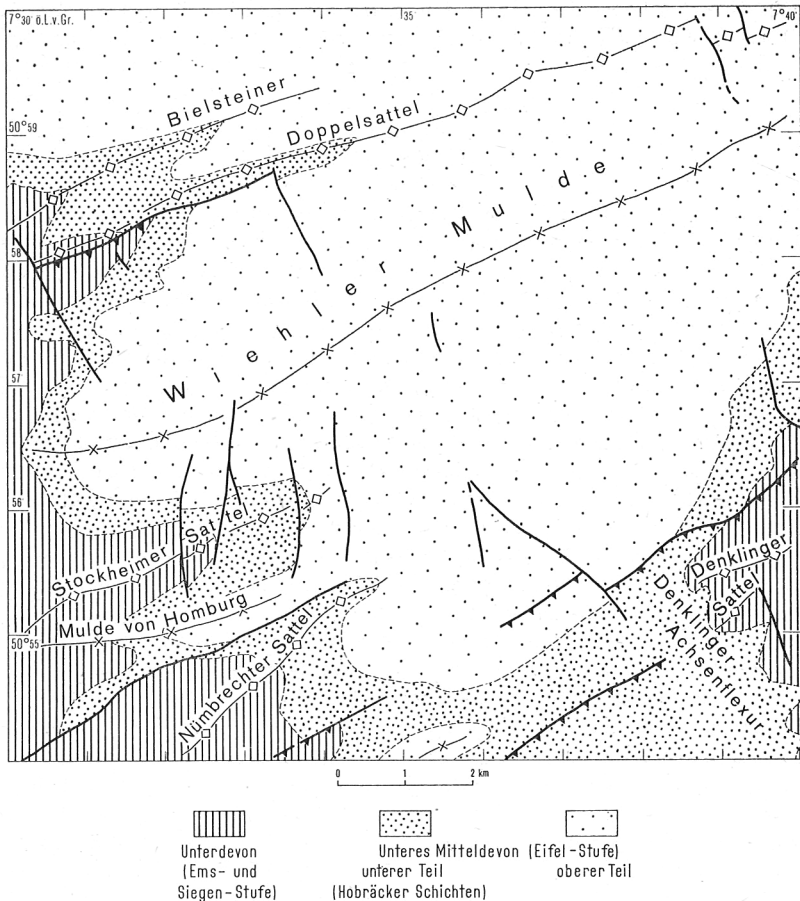 7°30' ö.L.v.Gr.
35
7°40'
Bielsteiner
Doppelsattel
50°59
58
57
56
50°55
Wiehler Mulde
Stockheimer Sattel
Mulde von Homburg
Nümbrechter Sattel
Denklinger
Sattel
Denklinger
Achsenflexur
0 1 2 km
Unterdevon
(Ems- und
Siegen-Stufe)
Unteres Mitteldevon (Eifel-Stufe)
unterer Teil
(Hobräcker Schichten)
oberer Teil